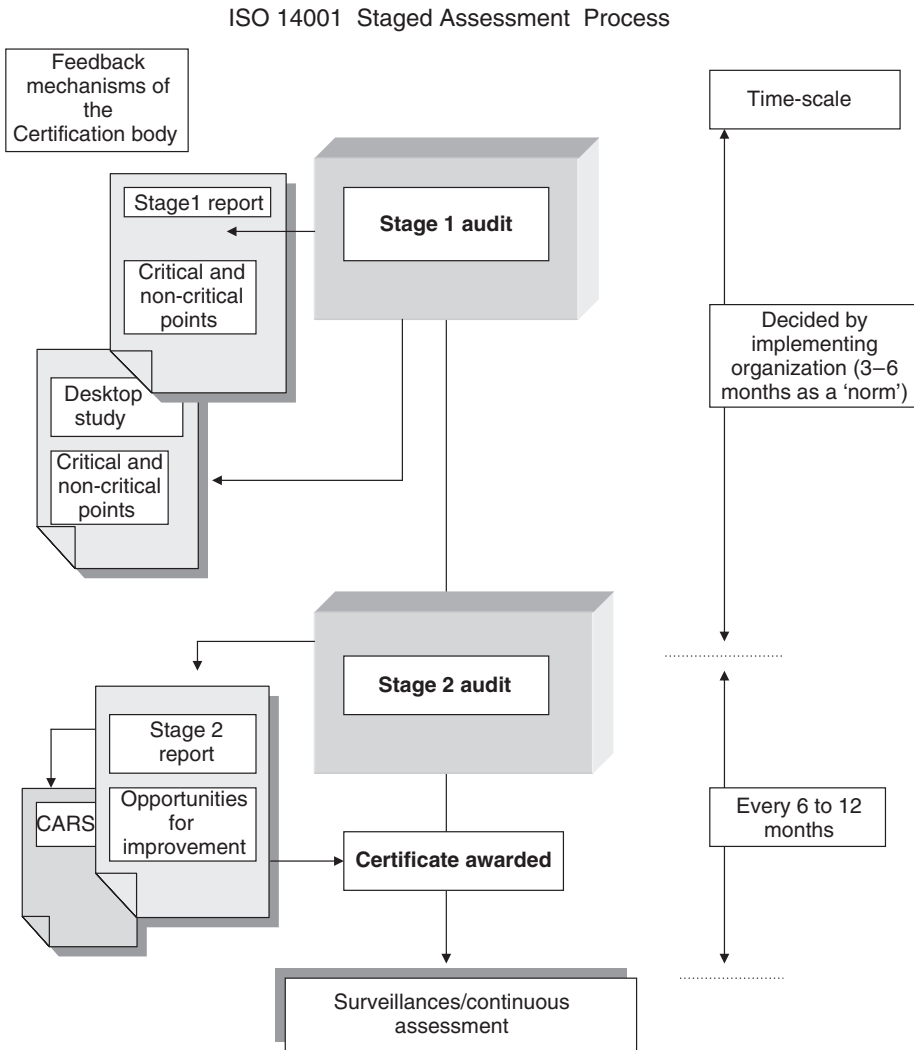 ISO 14001 Staged Assessment Process
Feedback
mechanisms of
the
Certification body
Time-scale
Stage1 report
Critical and
non-critical
points
Stage 1 audit
Decided by
implementing
organization (3–6
months as a ‘norm’)
Desktop
study
Critical and
non-critical
points
Stage 2 audit
Stage 2
report
Opportunities
for
improvement
CARS
Certificate awarded
Every 6 to 12
months
Surveillances/continuous
assessment